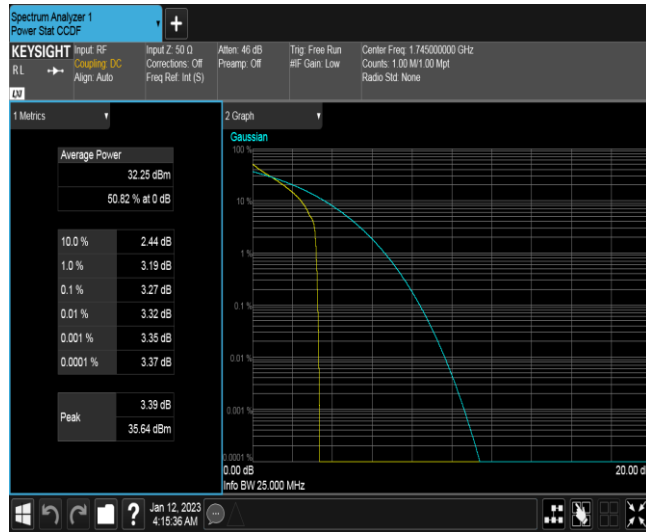 Spectrum Analyzer 1
Power Stat CCDF
+
KEYSIGHT
RL
LXI
Input: RF
Coupling: DC
Align: Auto
Input Z: 50 Ω
Corrections: Off
Freq Ref: Int (S)
Atten: 46 dB
Preamp: Off
Trig: Free Run
#IF Gain: Low
Center Freq: 1.745000000 GHz
Counts: 1.00 M/1.00 Mpt
Radio Std: None
1 Metrics
Average Power
32.25 dBm
50.82 % at 0 dB
10.0 % 2.44 dB
1.0 % 3.19 dB
0.1 % 3.27 dB
0.01 % 3.32 dB
0.001 % 3.35 dB
0.0001 % 3.37 dB
Peak
3.39 dB
35.64 dBm
2 Graph
Gaussian
100 %
10 %
1 %
0.1 %
0.01 %
0.001 %
0.0001 %
0.00 dB 20.00 d
Info BW 25.000 MHz
?
Jan 12, 2023
4:15:36 AM